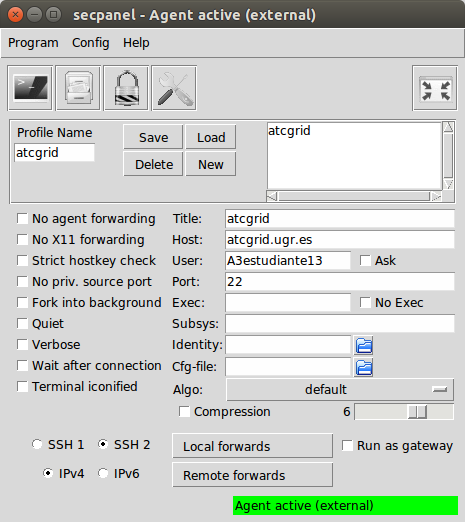 secpanel - Agent active (external)
Program Config Help
>_
Profile Name
atcgrid
Save Load
Delete New
atcgrid
No agent forwarding Title: atcgrid
No X11 forwarding Host: atcgrid.ugr.es
Strict hostkey check User: A3estudiante13 Ask
No priv. source port Port: 22
Fork into background Exec: No Exec
Quiet Subsys:
Verbose Identity:
Wait after connection Cfg-file:
Terminal iconified Algo: default
Compression 6
SSH 1 SSH 2 Local forwards Run as gateway
IPv4 IPv6 Remote forwards
Agent active (external)